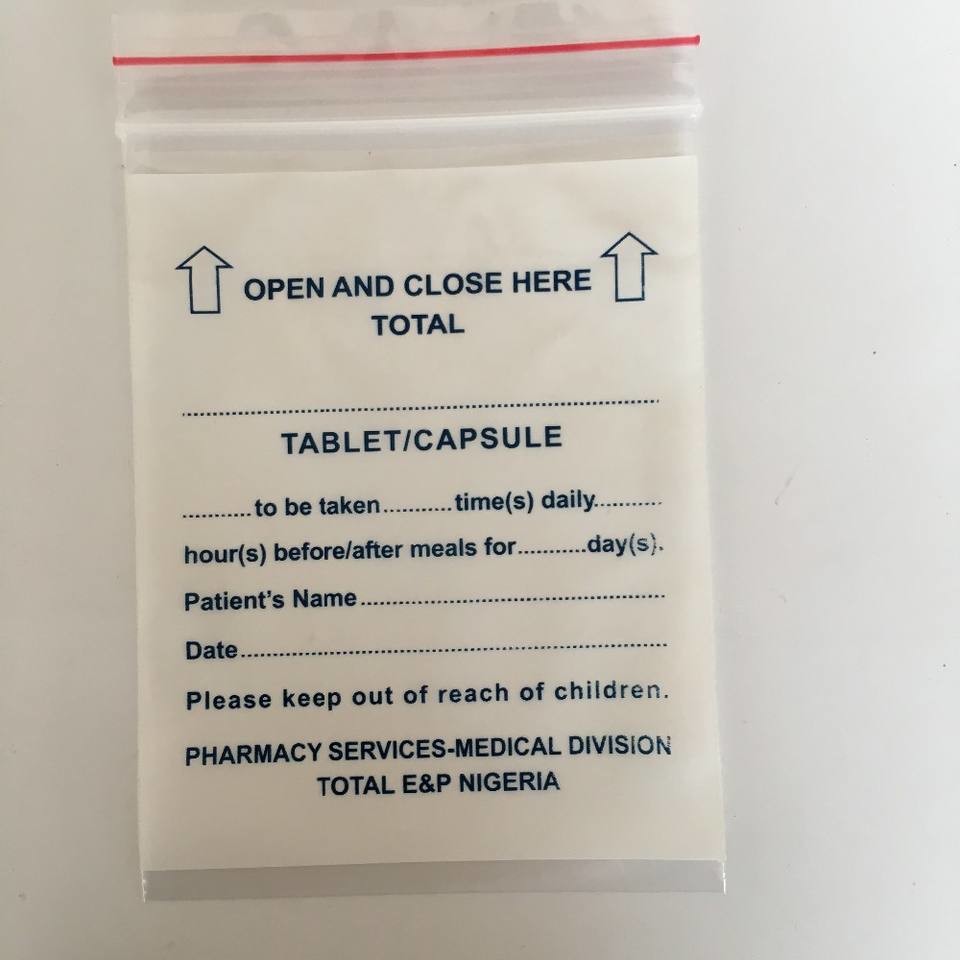 OPEN AND CLOSE HERE
TOTAL
................................................................
TABLET/CAPSULE
..........to be taken..........time(s) daily..........
hour(s) before/after meals for..........day(s).
Patient's Name................................................
Date................................................................
Please keep out of reach of children.
PHARMACY SERVICES-MEDICAL DIVISION
TOTAL E&P NIGERIA